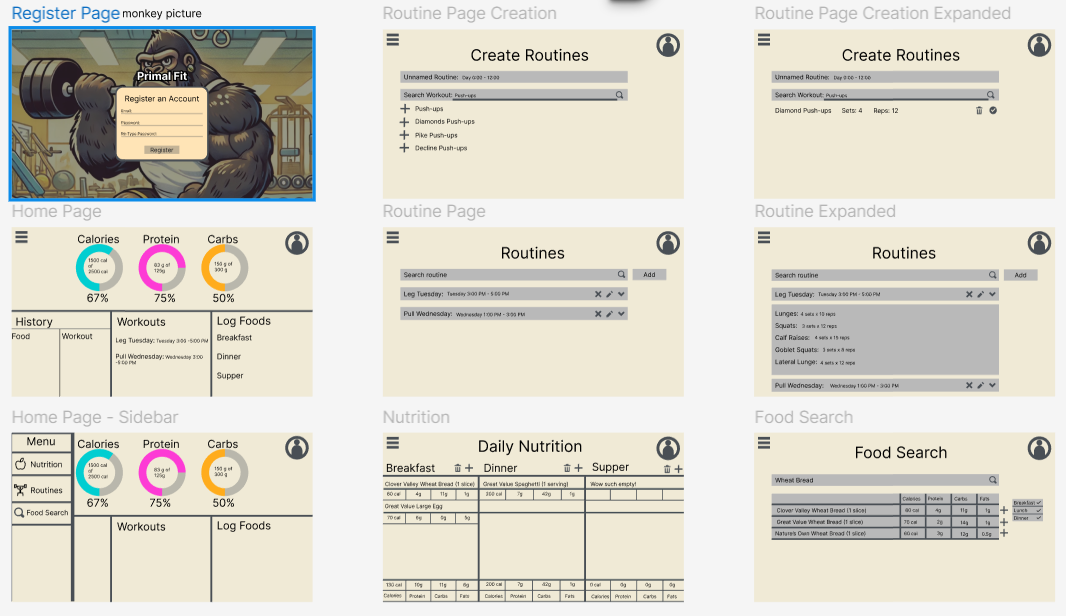 Register Page
monkey picture
Primal Fit
Register an Account
Email:
Password:
Re-Type Password:
Register
Routine Page Creation
Create Routines
Unnamed Routine: Day 0:00 - 12:00
Search Workout: Push-ups
Push-ups
Diamonds Push-ups
Pike Push-ups
Decline Push-ups
Routine Page Creation Expanded
Create Routines
Unnamed Routine: Day 0:00 - 12:00
Search Workout: Push-ups
Diamond Push-ups Sets: 4 Reps: 12
Home Page
Calories Protein Carbs
1500 cal
of
2500 cal
83 g of
125g
150 g of
300 g
67% 75% 50%
History
Food Workout
Workouts
Leg Tuesday: Tuesday 3:00 PM -5:00 PM
Pull Wednesday: Wednesday 3:00
-5:00 PM
Log Foods
Breakfast
Dinner
Supper
Routine Page
Routines
Search routine
Add
Leg Tuesday: Tuesday 3:00 PM - 5:00 PM
Pull Wednesday: Wednesday 1:00 PM - 3:00 PM
Routine Expanded
Routines
Search routine
Add
Leg Tuesday: Tuesday 3:00 PM - 5:00 PM
Lunges: 4 sets x 10 reps
Squats: 3 sets x 12 reps
Calf Raises: 4 sets x 15 reps
Goblet Squats: 3 sets x 8 reps
Lateral Lunge: 4 sets x 12 reps
Pull Wednesday: Wednesday 1:00 PM - 3:00 PM
Home Page - Sidebar
Menu
Nutrition
Routines
Food Search
Calories Protein Carbs
1500 cal
of
2500 cal
83 g of
125g
150 g of
300 g
67% 75% 50%
Workouts
Log Foods
Nutrition
Daily Nutrition
Breakfast Dinner Supper
Clover Valley Wheat Bread (1 slice) Great Value Spaghetti (1 serving) Wow such empty!
60 cal 4g 11g 1g 200 cal 7g 42g 1g
Great Value Large Egg
70 cal 6g 0g 5g
130 cal 10g 11g 6g 200 cal 7g 42g 1g 0 cal 0g 0g 0g
Calories Protein Carbs Fats Calories Protein Carbs Fats Calories Protein Carbs Fats
Food Search
Food Search
Wheat Bread
Calories Protein Carbs Fats
Clover Valley Wheat Bread (1 slice) 60 cal 4g 11g 1g
Great Value Wheat Bread (1 slice) 70 cal 2g 14g 1g
Nature's Own Wheat Bread (1 slice) 60 cal 3g 12g 0.5g
Breakfast
Lunch
Dinner